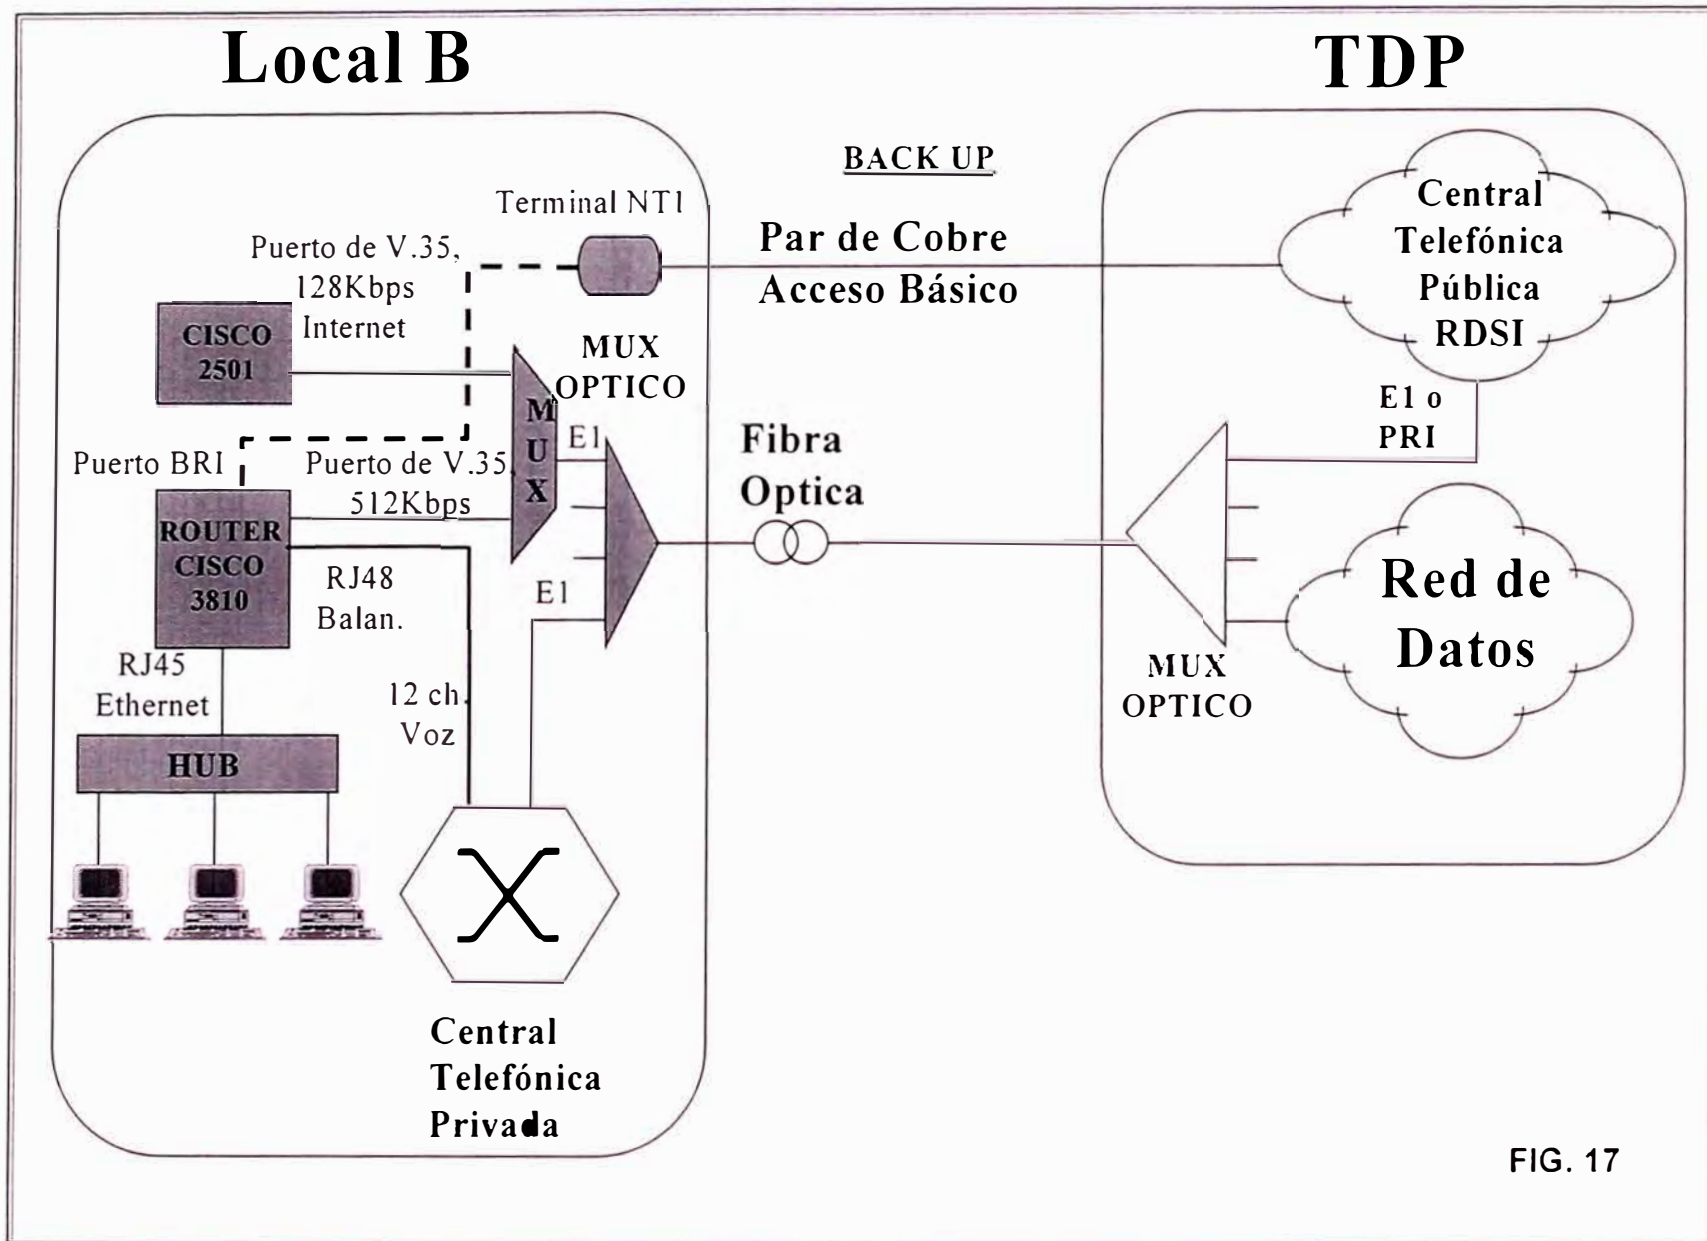 Local B
TDP
BACK UP
Terminal NT1
Puerto de V.35,
128Kbps
Internet
Par de Cobre
Acceso Básico
Central
Telefónica
Pública
RDSI
CISCO
2501
MUX
OPTICO
M
U
X
E1
E1 o
PRI
Puerto BRI
Puerto de V.35,
512Kbps
Fibra
Optica
ROUTER
CISCO
3810
RJ48
Balan.
E1
Red de
Datos
RJ45
Ethernet
12 ch.
Voz
MUX
OPTICO
HUB
Central
Telefónica
Privada
FIG. 17